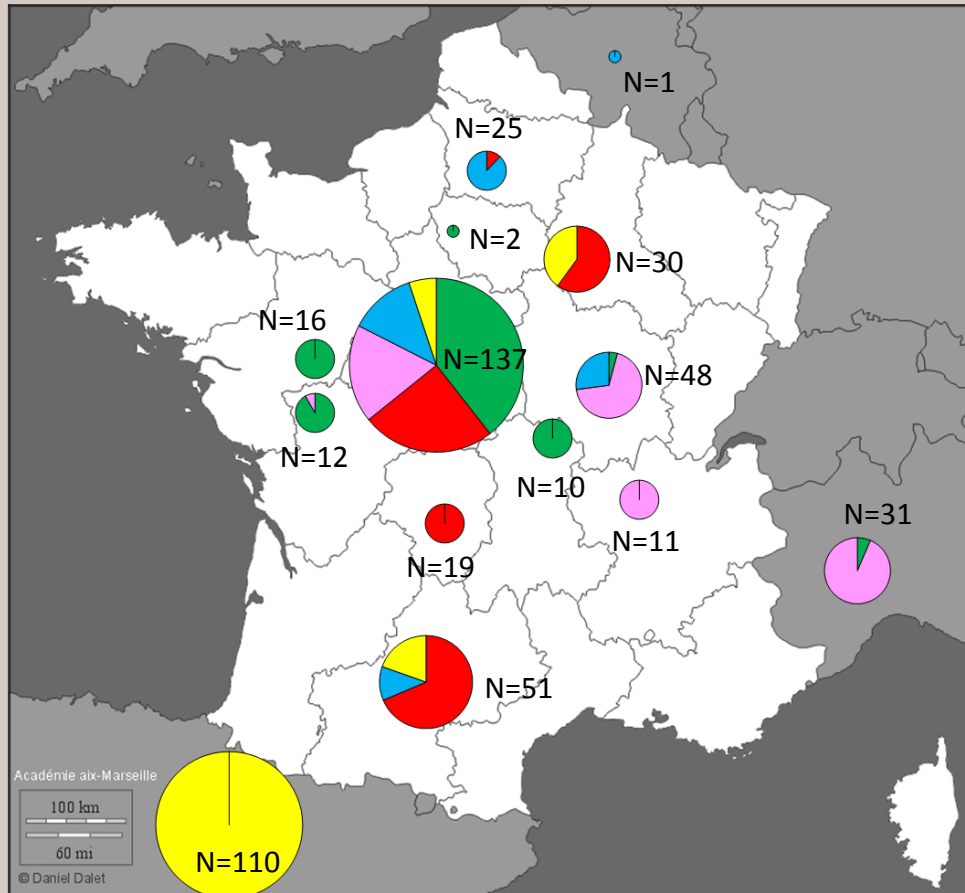 N=1
N=25
N=2
N=30
N=16
N=137
N=48
N=12
N=10
N=11
N=31
N=19
N=51
Académie aix-Marseille
100 km
60 mi
N=110
© Daniel Dalet